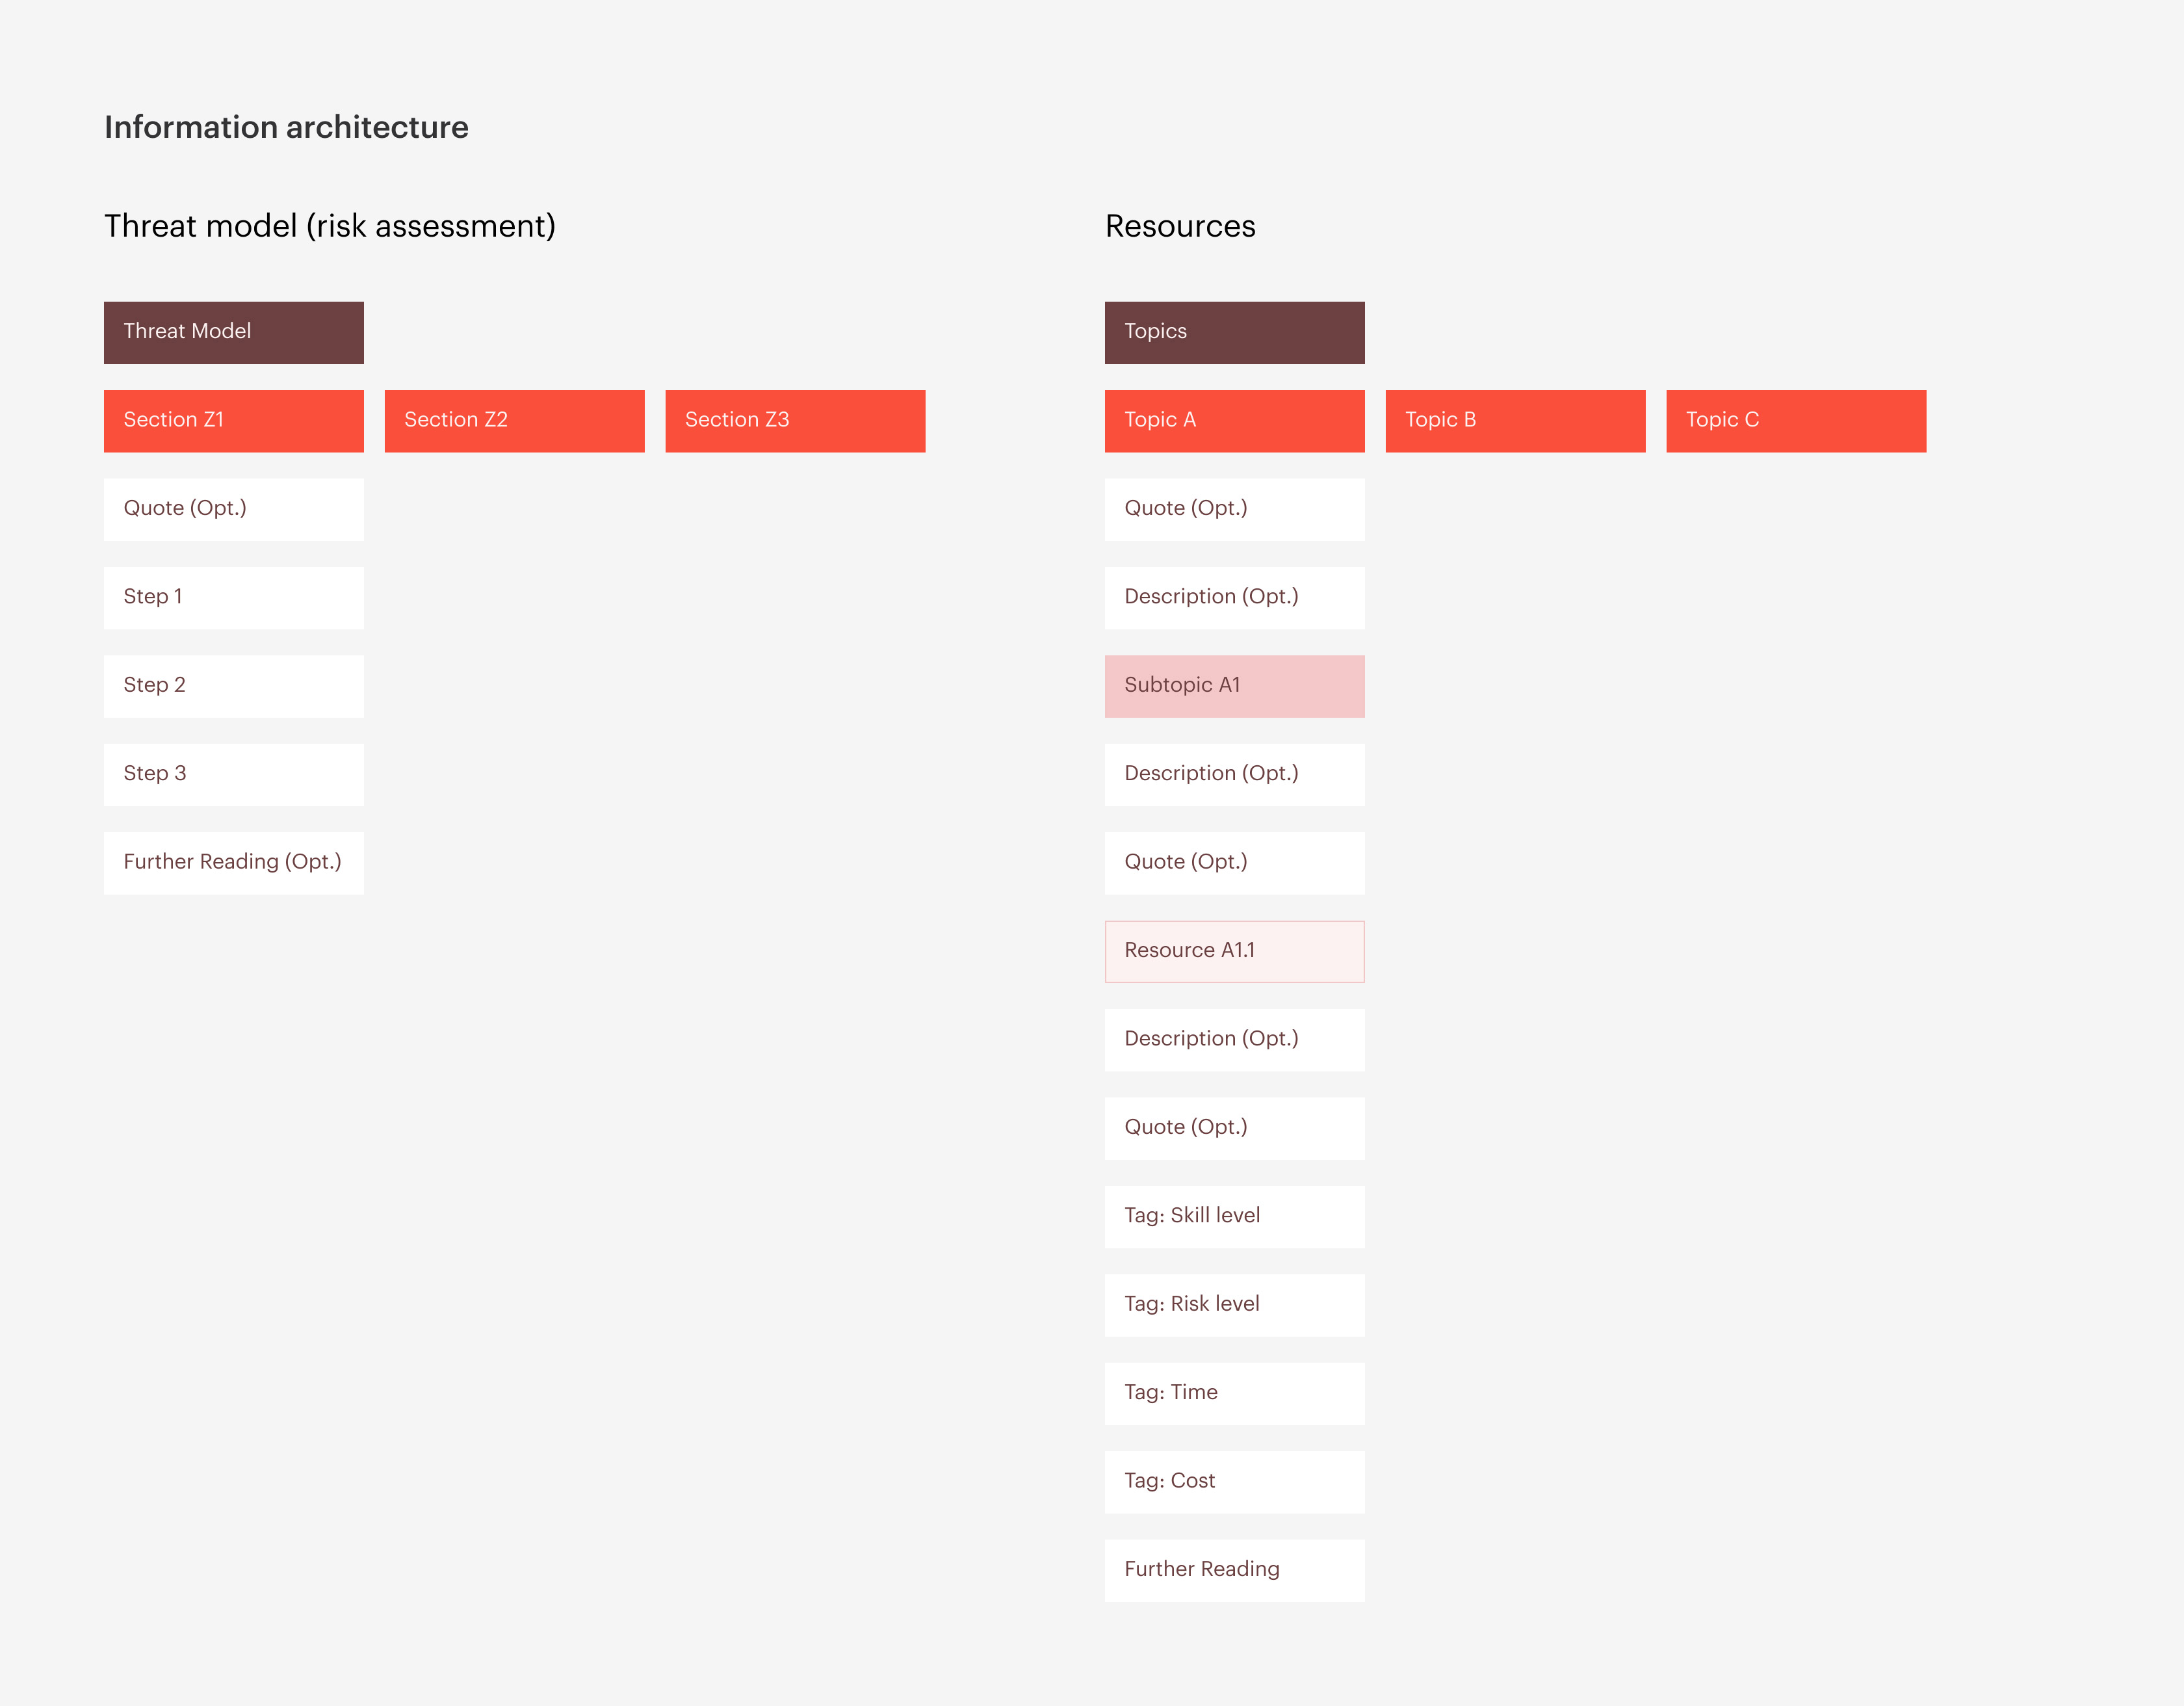 Information architecture
Threat model (risk assessment)
Threat Model
Section Z1
Section Z2
Section Z3
Quote (Opt.)
Step 1
Step 2
Step 3
Further Reading (Opt.)
Resources
Topics
Topic A
Topic B
Topic C
Quote (Opt.)
Description (Opt.)
Subtopic A1
Description (Opt.)
Quote (Opt.)
Resource A1.1
Description (Opt.)
Quote (Opt.)
Tag: Skill level
Tag: Risk level
Tag: Time
Tag: Cost
Further Reading